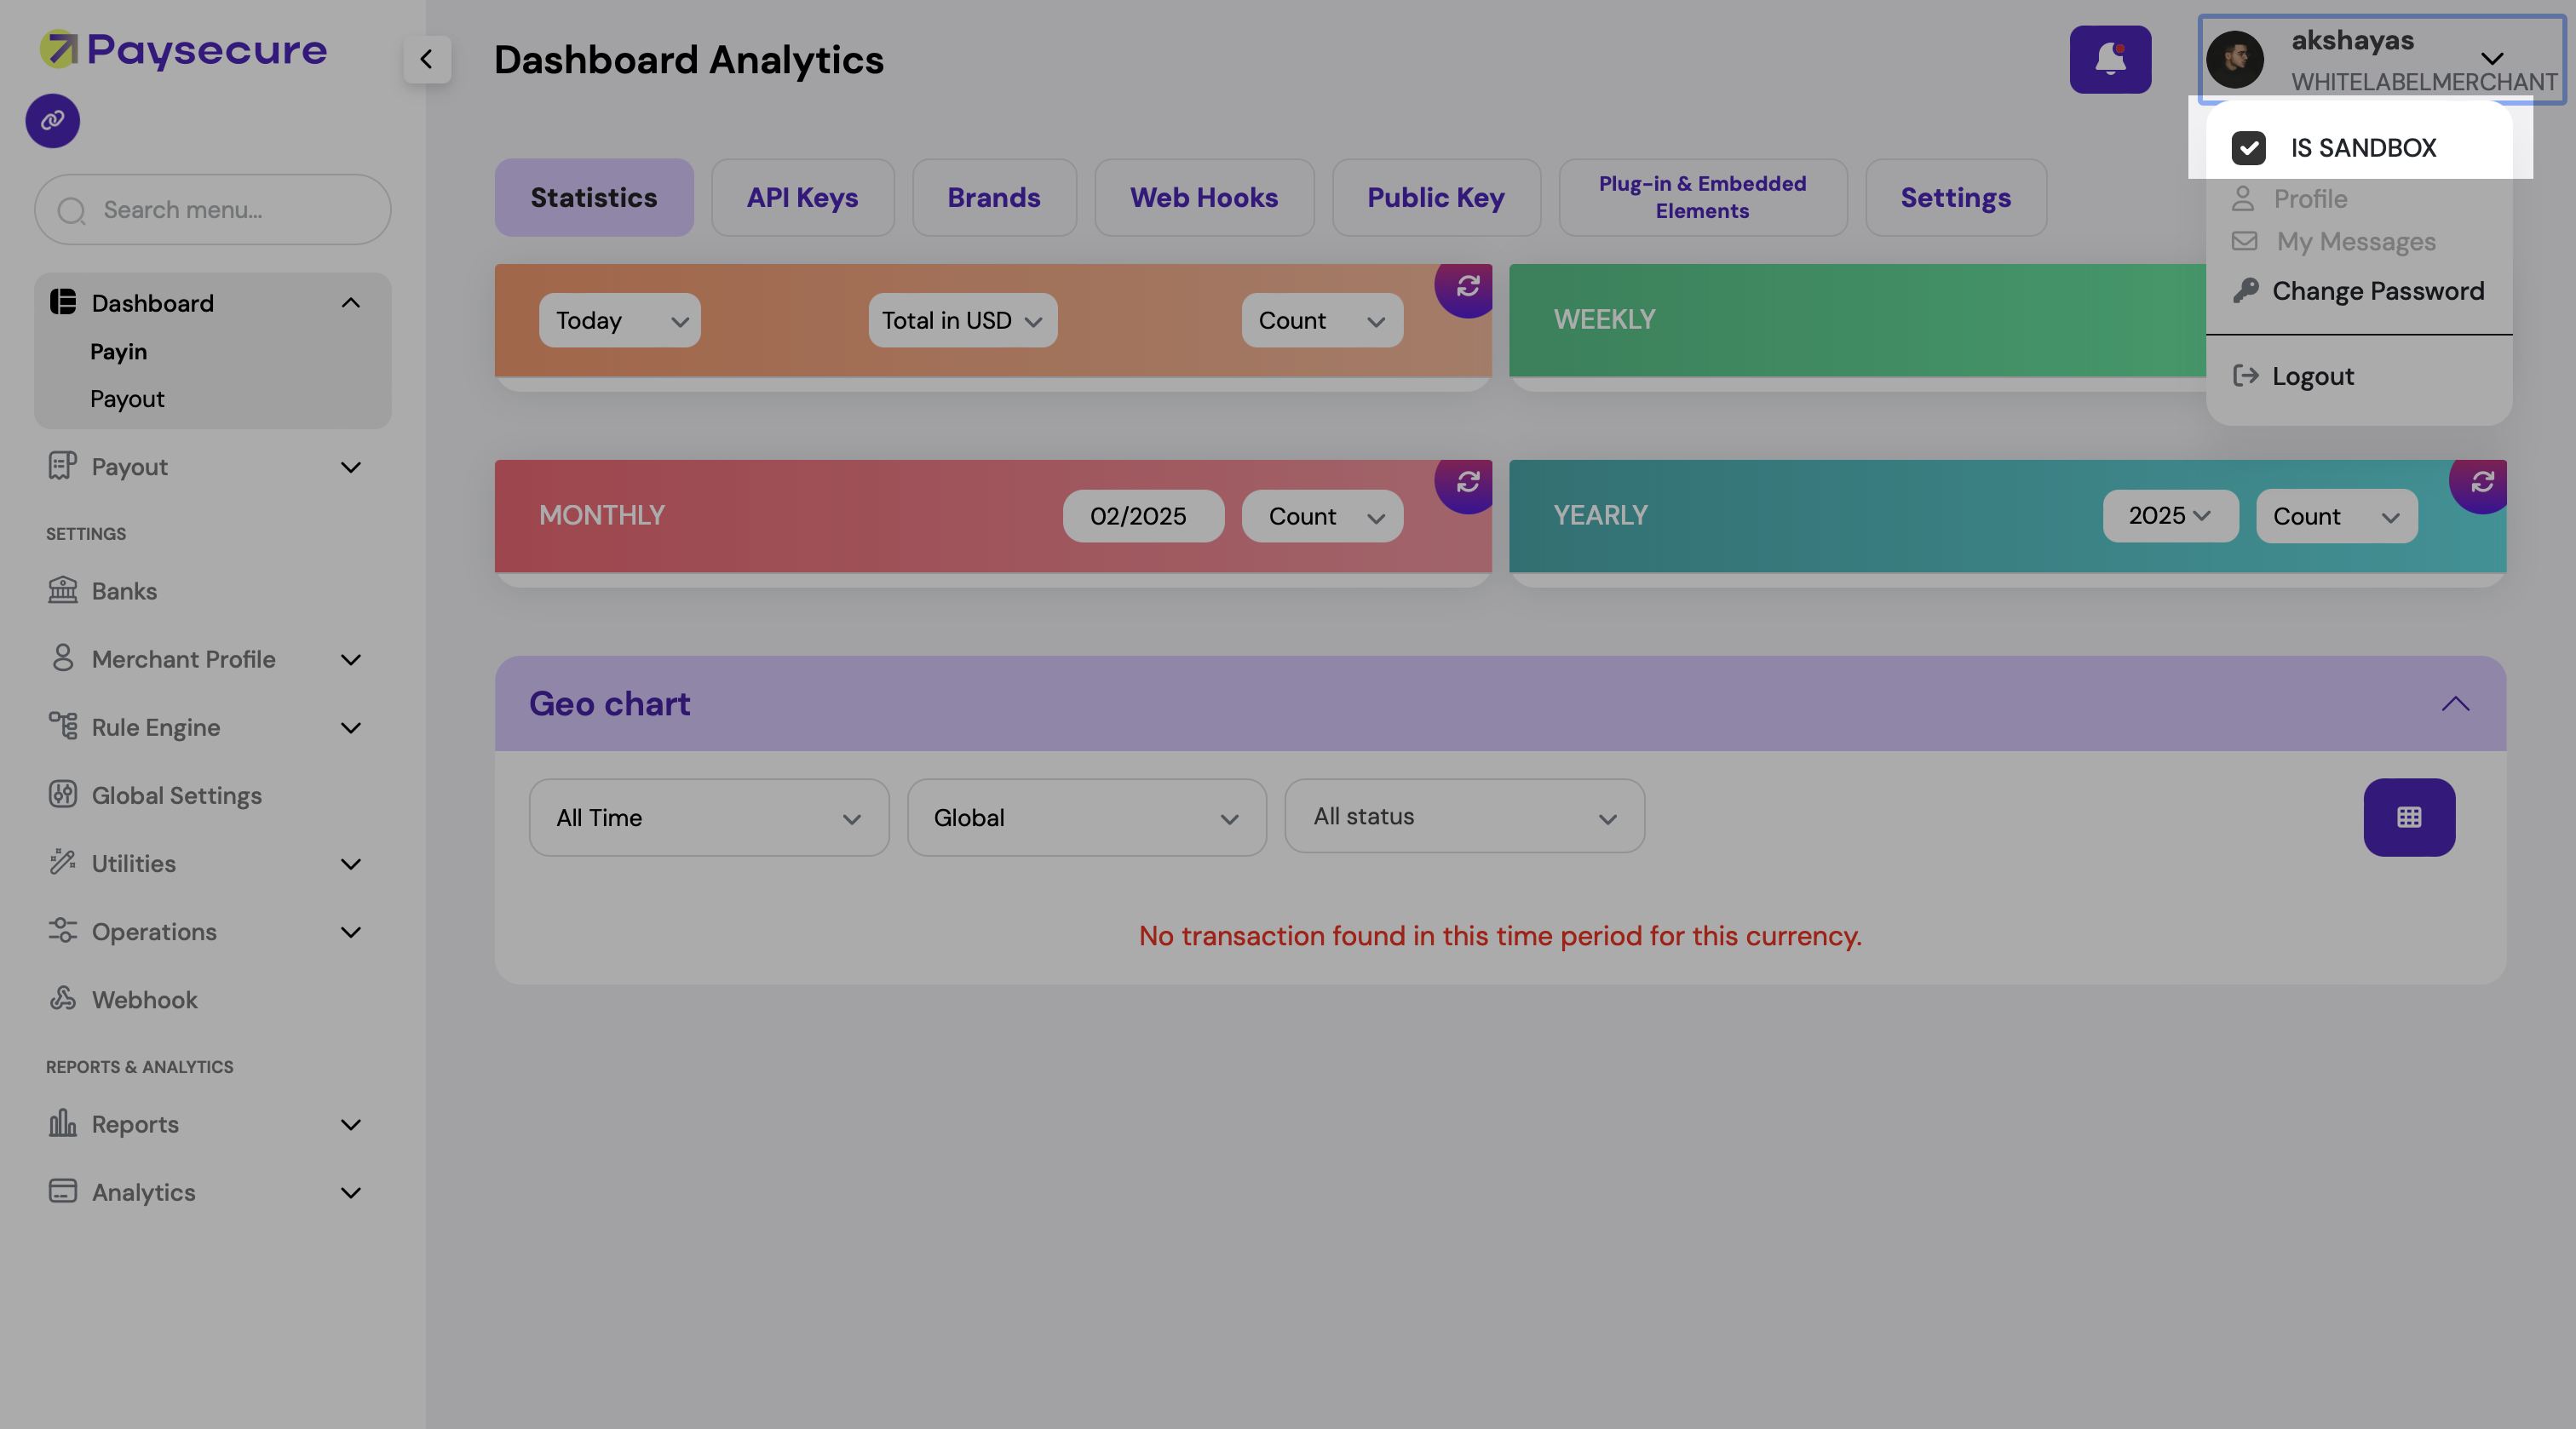 Paysecure
Search menu...
Dashboard
Payin
Payout
Payout
SETTINGS
Banks
Merchant Profile
Rule Engine
Global Settings
Utilities
Operations
Webhook
REPORTS & ANALYTICS
Reports
Analytics
Dashboard Analytics
akshayas
WHITELABELMERCHANT
IS SANDBOX
Profile
My Messages
Change Password
Logout
Statistics
API Keys
Brands
Web Hooks
Public Key
Plug-in & Embedded
Elements
Settings
Today
Total in USD
Count
WEEKLY
MONTHLY
02/2025
Count
YEARLY
2025
Count
Geo chart
All Time
Global
All status
No transaction found in this time period for this currency.